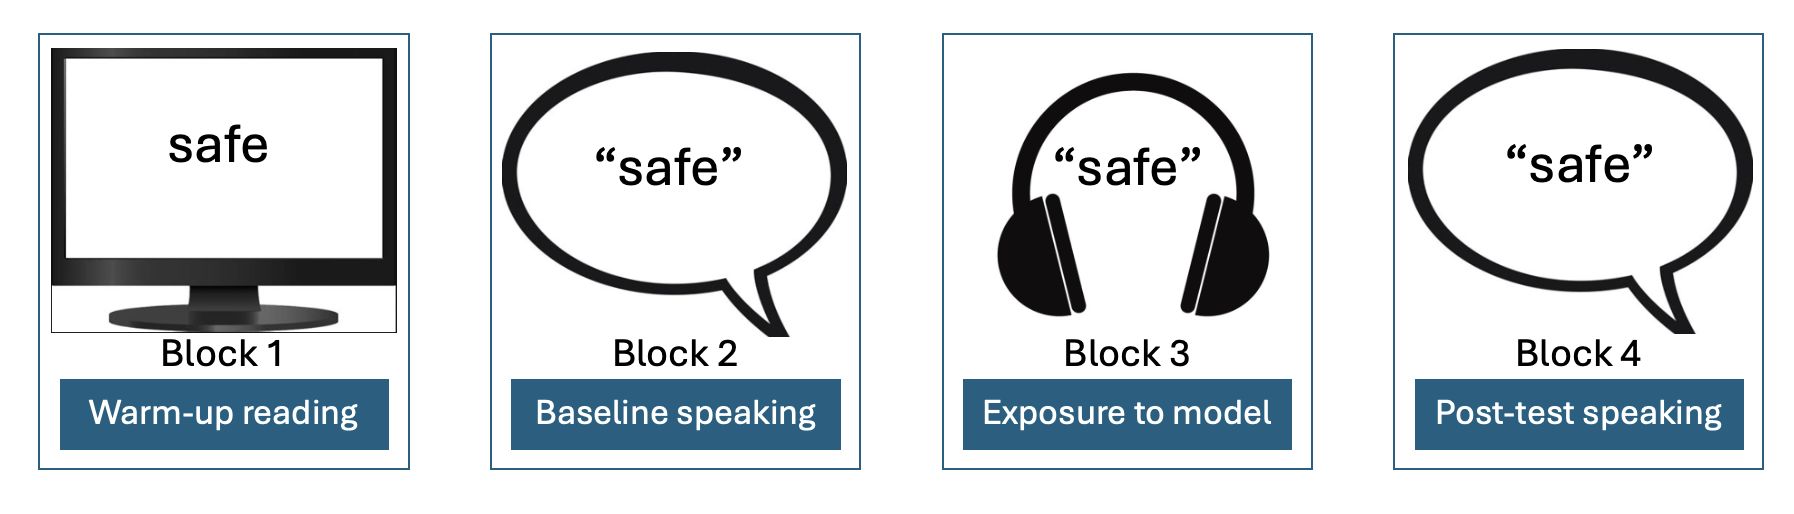 safe
Block 1
Warm-up reading
“safe”
Block 2
Baseline speaking
“safe”
Block 3
Exposure to model
“safe”
Block 4
Post-test speaking